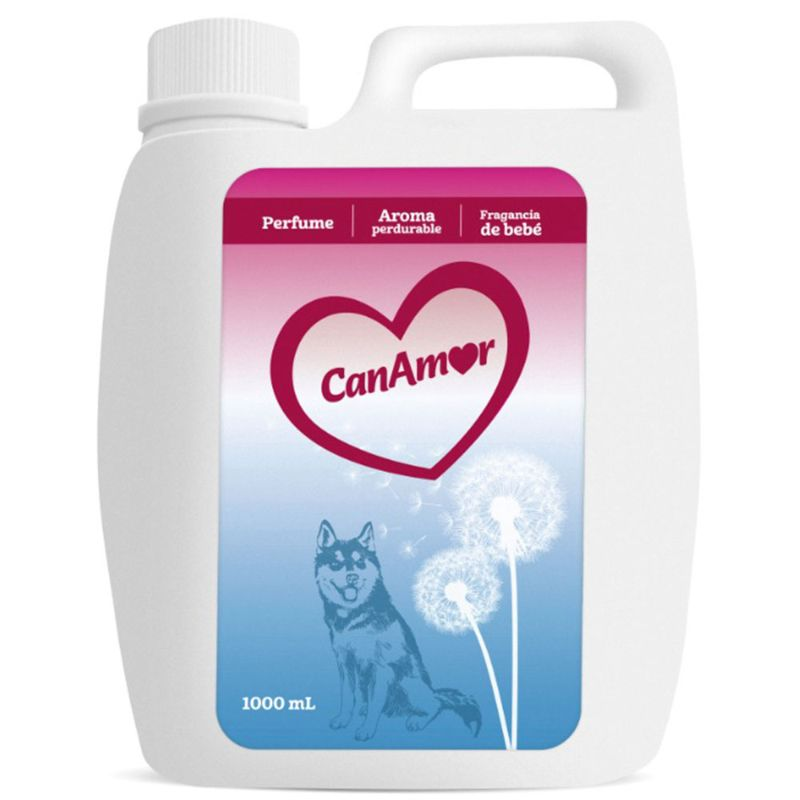 Perfume
Aroma
perdurable
Fragancia
de bebé
CanAmor
1000 mL